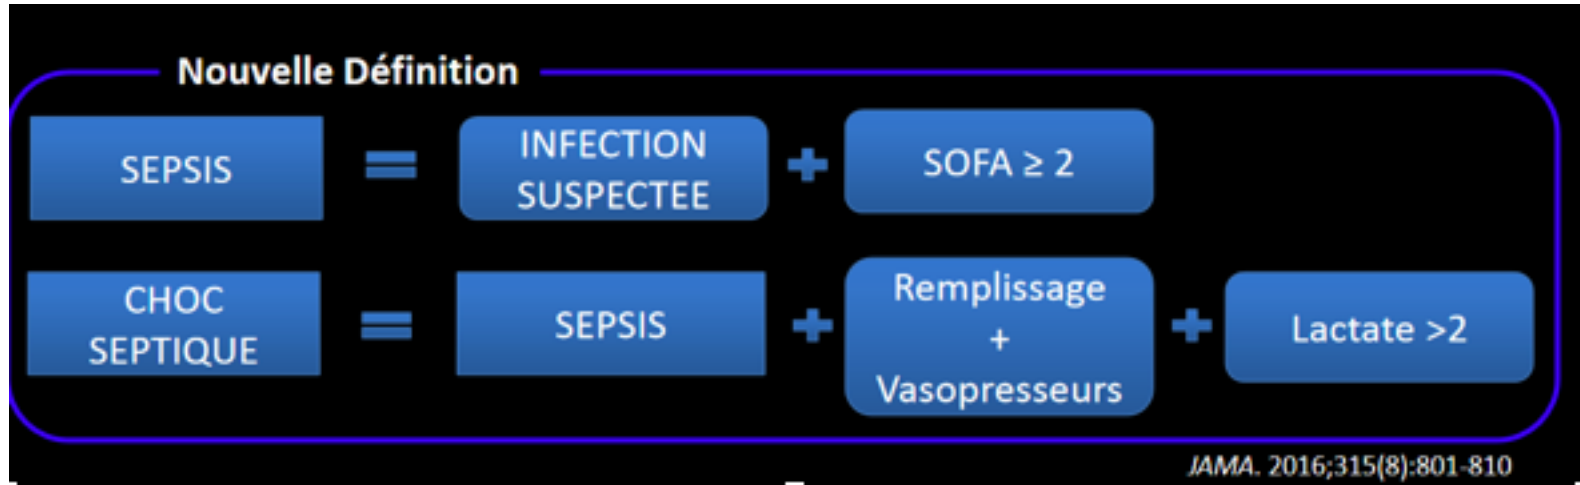 Nouvelle Définition
SEPSIS = INFECTION SUSPECTEE + SOFA ≥ 2
CHOC SEPTIQUE = SEPSIS + Remplissage + Vasopresseurs + Lactate >2
JAMA. 2016;315(8):801-810